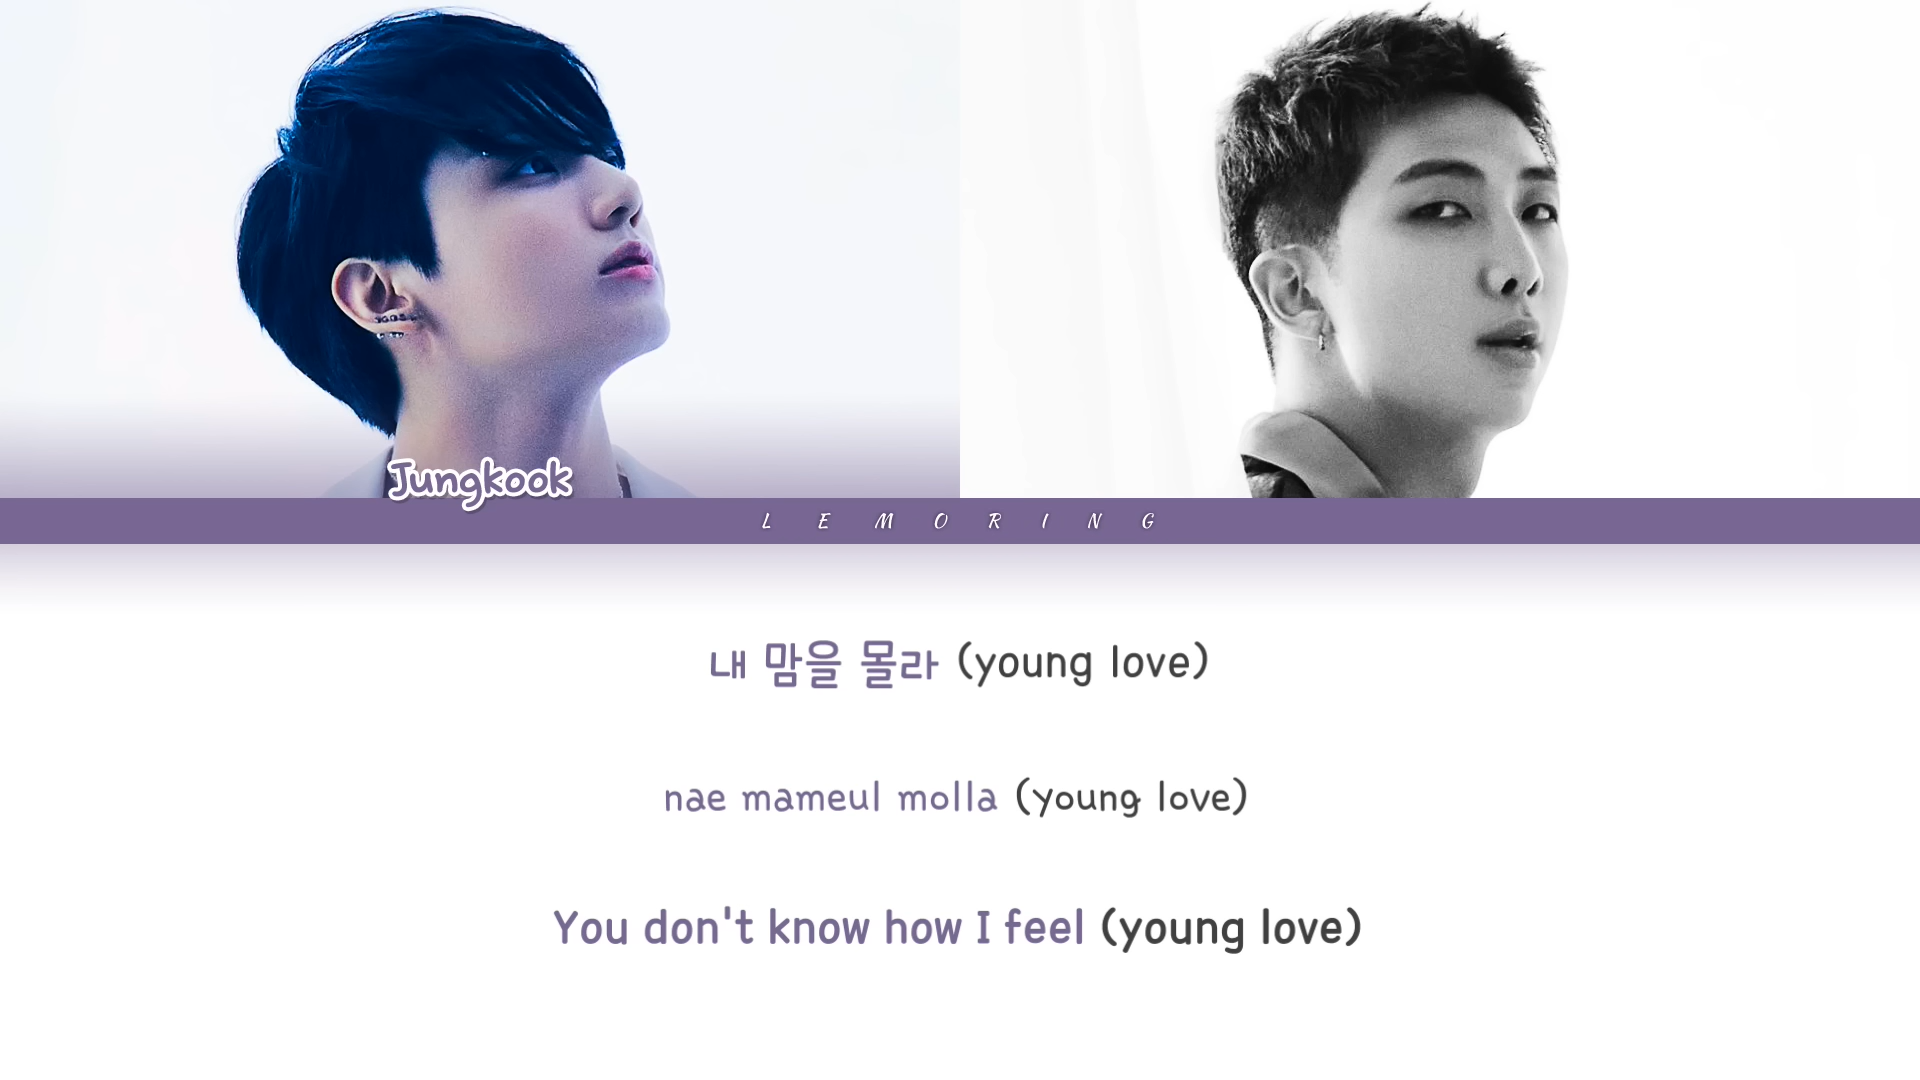 Jungkook
LEMORING
내 맘을 몰라 (young love)
nae mameul molla (young love)
You don't know how I feel (young love)